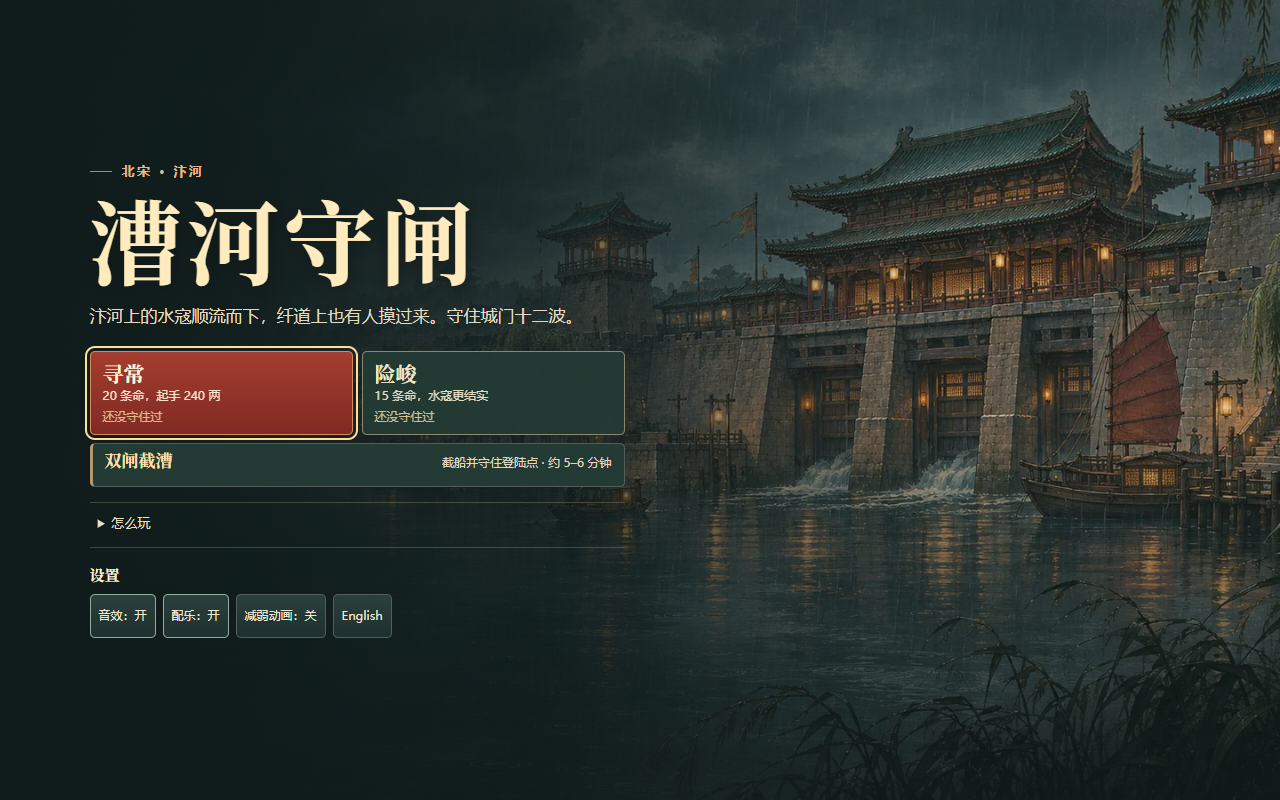 北宋 • 汴河
漕河守闸
汴河上的水寇顺流而下，纤道上也有人摸过来。守住城门十二波。
寻常
20 条命，起手 240 两
还没守住过
险峻
15 条命，水寇更结实
还没守住过
双闸截漕
截船并守住登陆点 · 约 5–6 分钟
▶ 怎么玩
设置
音效：开
配乐：开
减弱动画：关
English